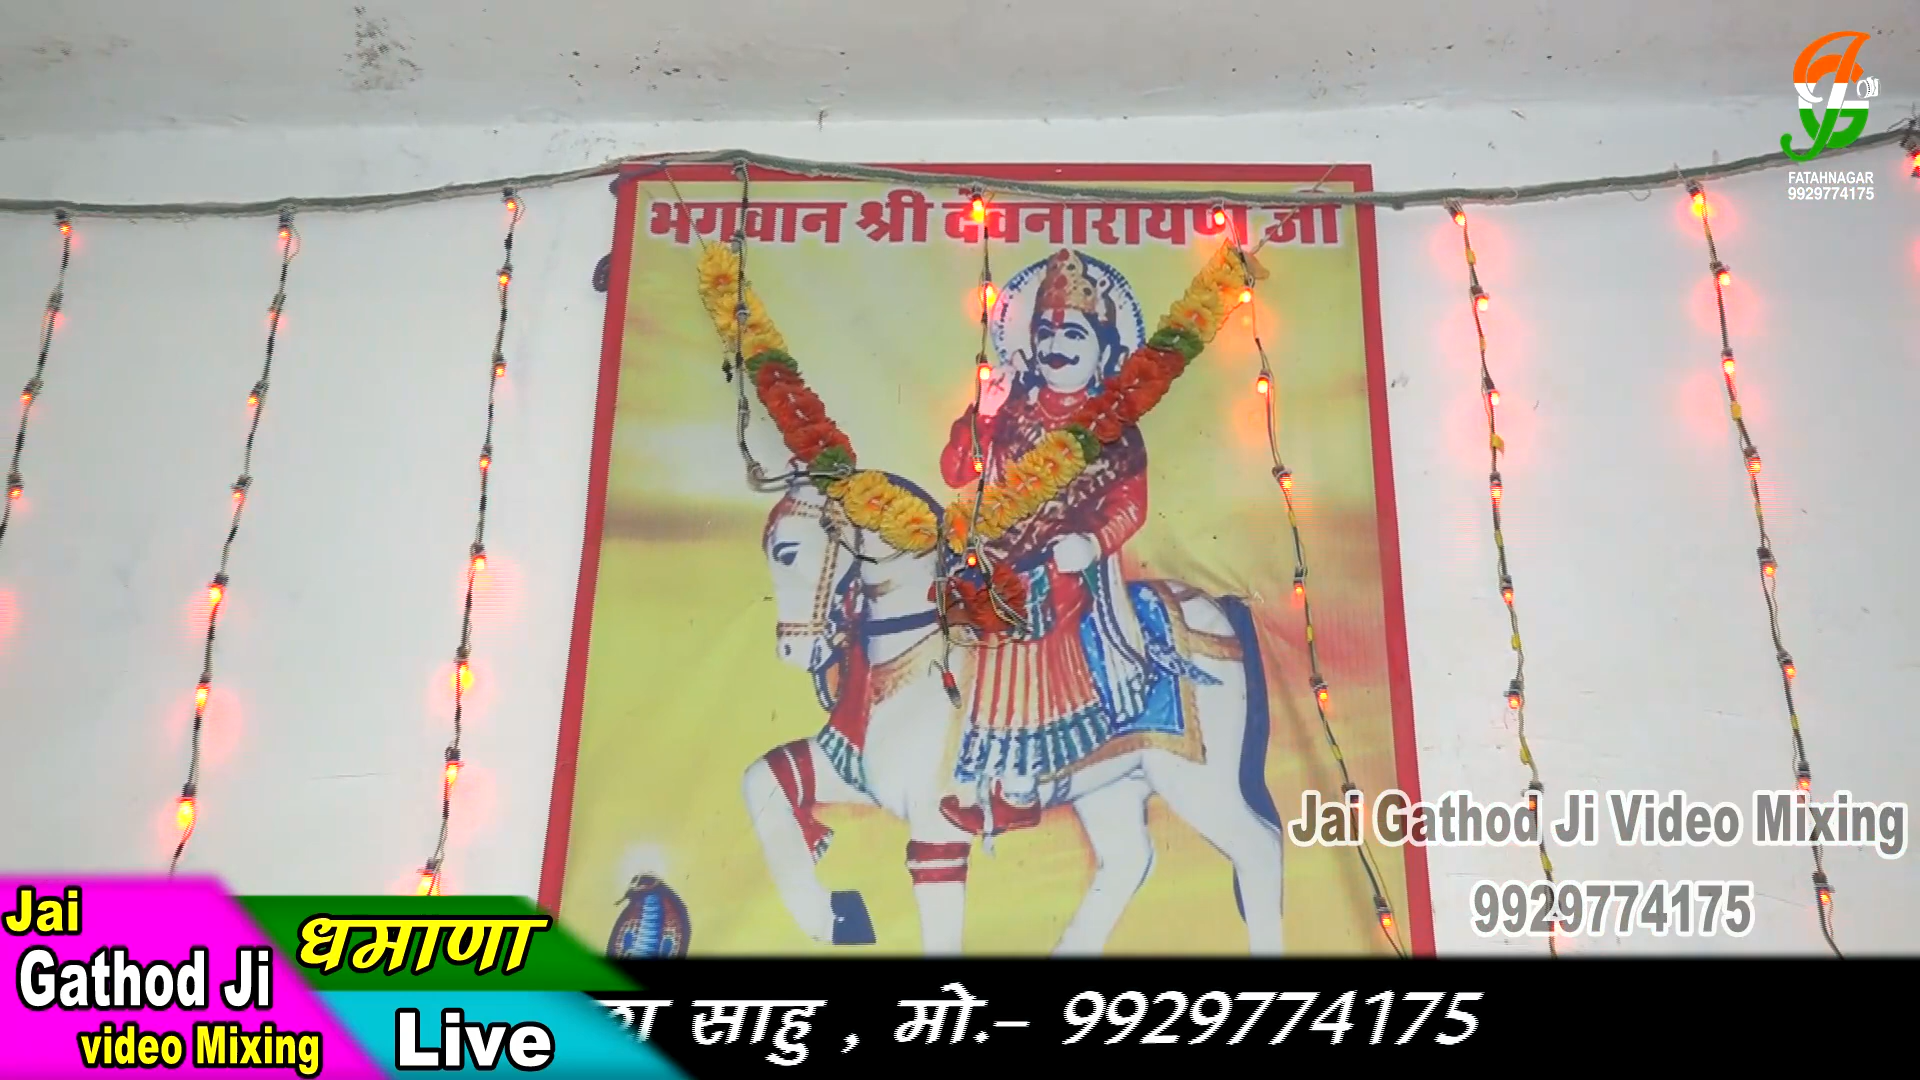 FATAHNAGAR
9929774175
भगवान श्री देवनारायण जी
Jai Gathod Ji Video Mixing
9929774175
Jai
Gathod Ji
video Mixing
धमाणा
Live
साहु , मो.- 9929774175